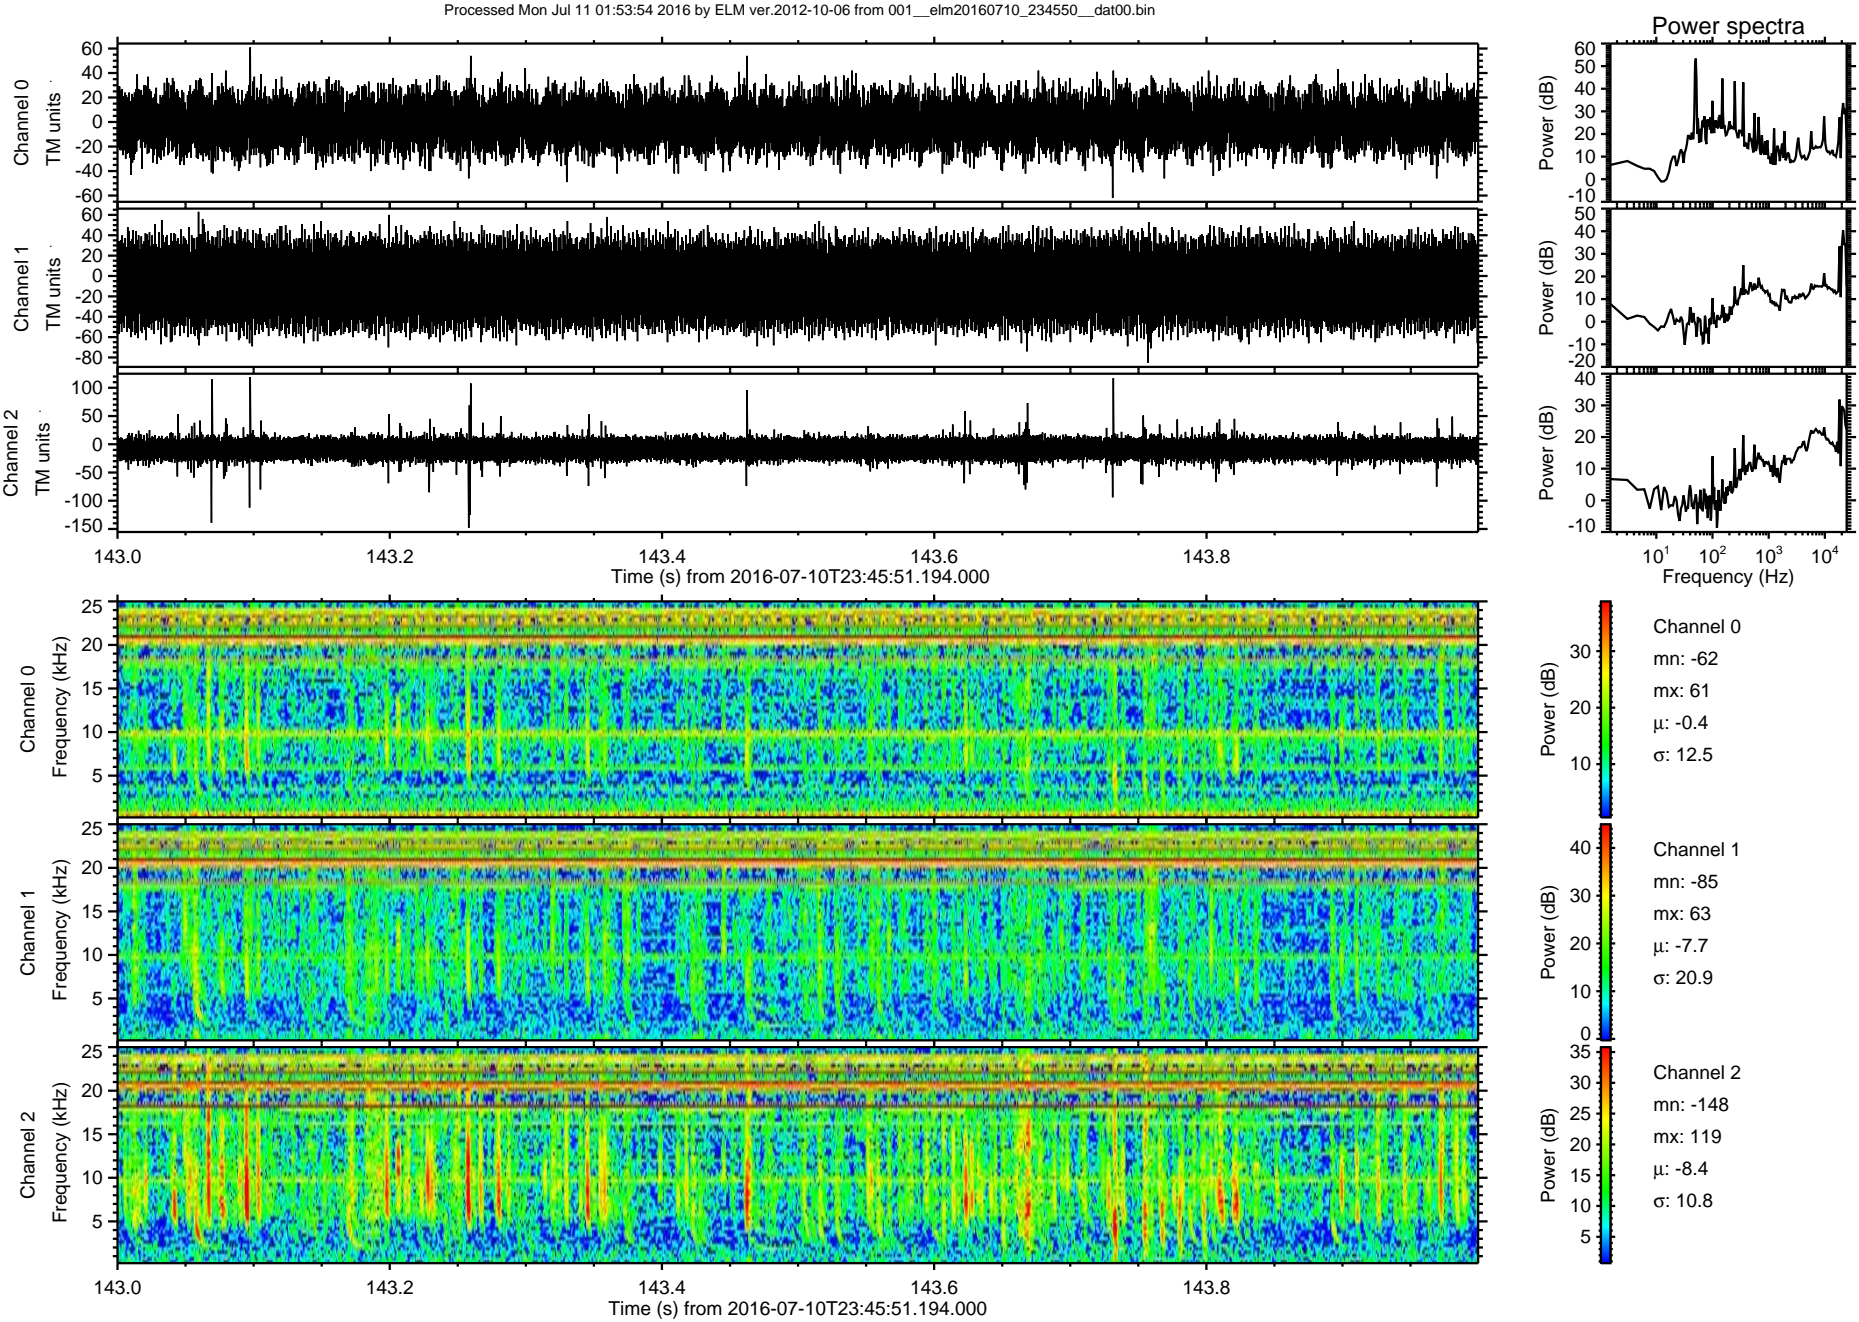 Processed Mon Jul 11 01:53:54 2016 by ELM ver.2012-10-06 from 001__elm20160710_234550__dat00.bin
Power spectra
Channel 0
TM units
60
40
20
0
-20
-40
-60
Power (dB)
60
50
40
30
20
10
0
-10
Channel 1
TM units
60
40
20
0
-20
-40
-60
-80
Power (dB)
50
40
30
20
10
0
-10
-20
Channel 2
TM units
100
50
0
-50
-100
-150
Power (dB)
40
30
20
10
0
-10
143.0 143.2 143.4 143.6 143.8
Time (s) from 2016-07-10T23:45:51.194.000
10¹ 10² 10³ 10⁴
Frequency (Hz)
Channel 0
Frequency (kHz)
25
20
15
10
5
Power (dB)
30
20
10
Channel 0
mn: -62
mx: 61
μ: -0.4
σ: 12.5
Channel 1
Frequency (kHz)
25
20
15
10
5
Power (dB)
40
30
20
10
0
Channel 1
mn: -85
mx: 63
μ: -7.7
σ: 20.9
Channel 2
Frequency (kHz)
25
20
15
10
5
Power (dB)
35
30
25
20
15
10
5
Channel 2
mn: -148
mx: 119
μ: -8.4
σ: 10.8
143.0 143.2 143.4 143.6 143.8
Time (s) from 2016-07-10T23:45:51.194.000